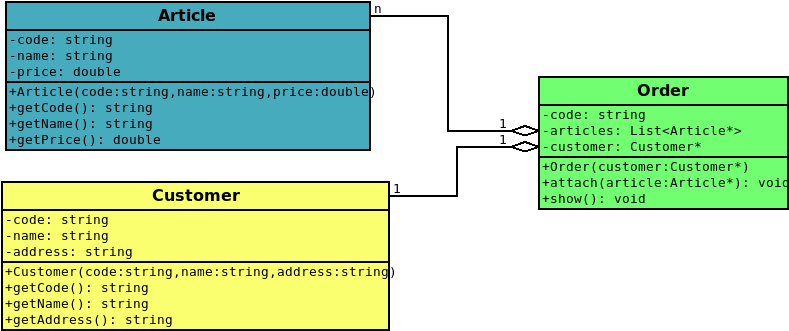 Article
-code: string
-name: string
-price: double
+Article(code:string,name:string,price:double)
+getCode(): string
+getName(): string
+getPrice(): double
n
1
1
Order
-code: string
-articles: List<Article*>
-customer: Customer*
+Order(customer:Customer*)
+attach(article:Article*): void
+show(): void
Customer
-code: string
-name: string
-address: string
+Customer(code:string,name:string,address:string)
+getCode(): string
+getName(): string
+getAddress(): string
1